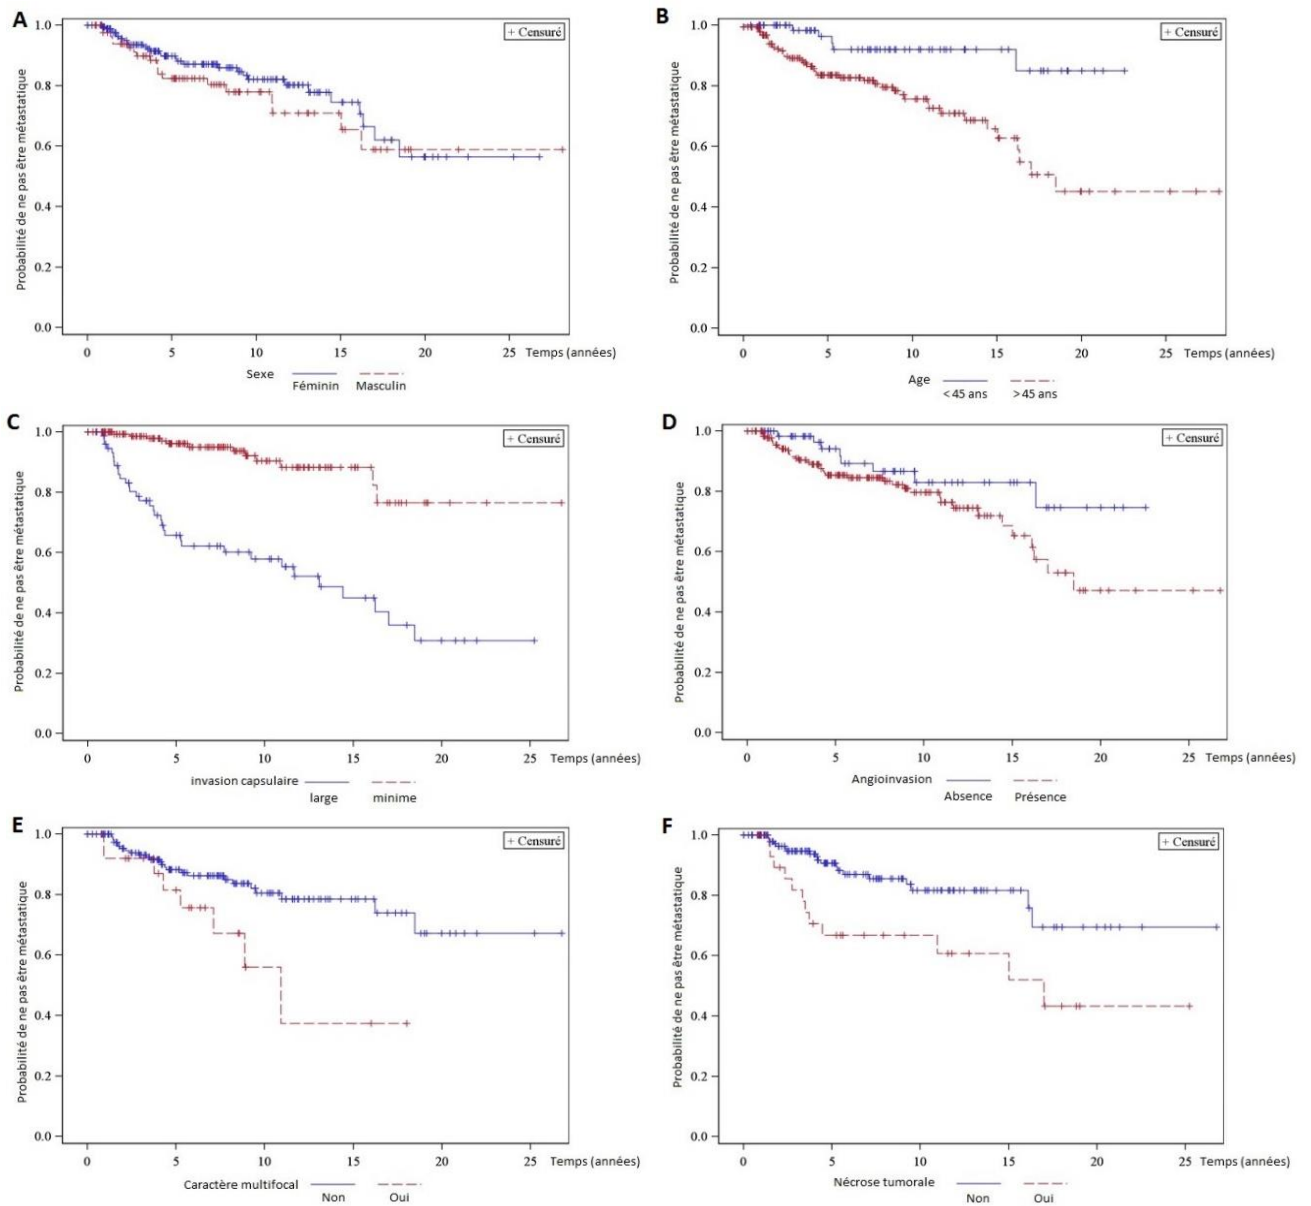 A
Probabilité de ne pas être métastatique
1.0
0.8
0.6
0.4
0.2
0.0
+ Censuré
0 5 10 15 20 25 Temps (années)
Sexe
Féminin Masculin
B
Probabilité de ne pas être métastatique
1.0
0.8
0.6
0.4
0.2
0.0
+ Censuré
0 5 10 15 20 25 Temps (années)
Age
< 45 ans > 45 ans
C
Probabilité de ne pas être métastatique
1.0
0.8
0.6
0.4
0.2
0.0
+ Censuré
0 5 10 15 20 25 Temps (années)
invasion capsulaire
large minime
D
Probabilité de ne pas être métastatique
1.0
0.8
0.6
0.4
0.2
0.0
+ Censuré
0 5 10 15 20 25 Temps (années)
Angioinvasion
Absence Présence
E
Probabilité de ne pas être métastatique
1.0
0.8
0.6
0.4
0.2
0.0
+ Censuré
0 5 10 15 20 25 Temps (années)
Caractère multifocal
Non Oui
F
Probabilité de ne pas être métastatique
1.0
0.8
0.6
0.4
0.2
0.0
+ Censuré
0 5 10 15 20 25 Temps (années)
Nécrose tumorale
Non Oui